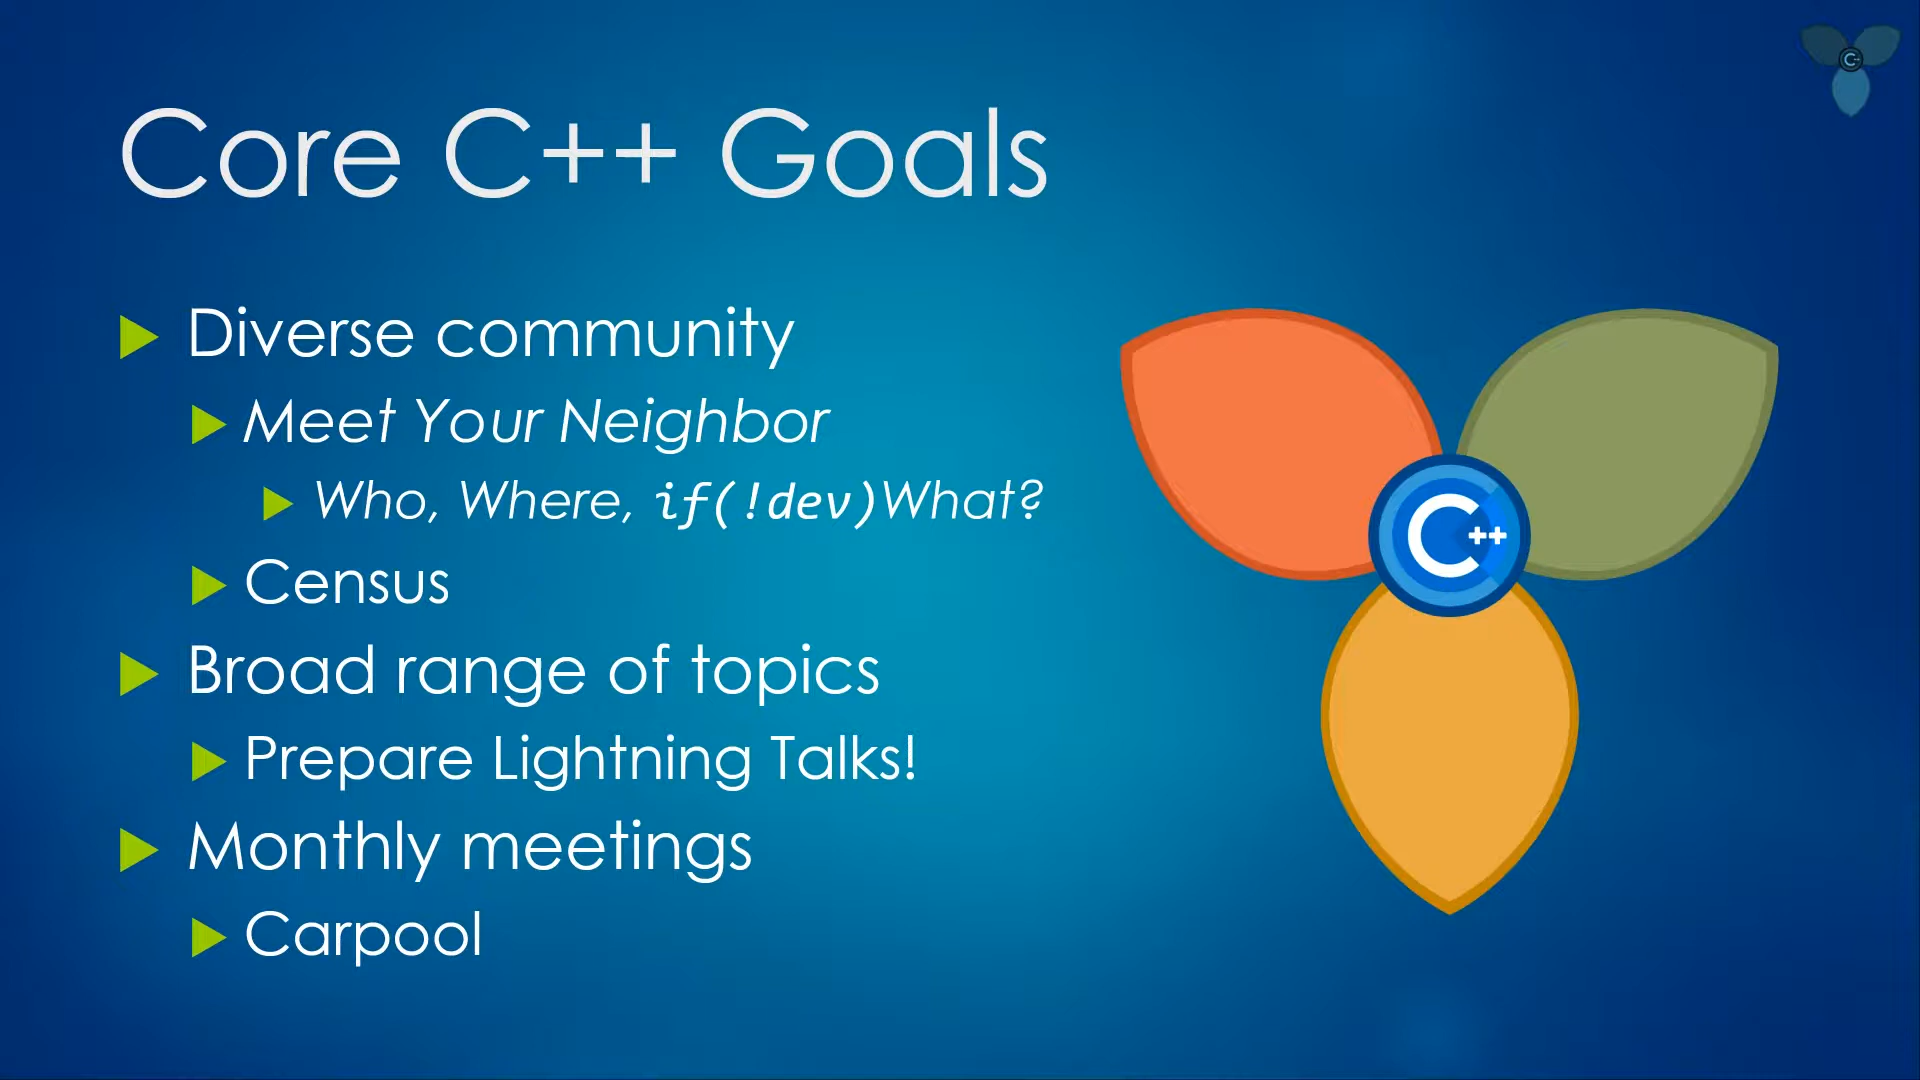 Core C++ Goals
Diverse community
Meet Your Neighbor
Who, Where, if(!dev)What?
Census
Broad range of topics
Prepare Lightning Talks!
Monthly meetings
Carpool
C++